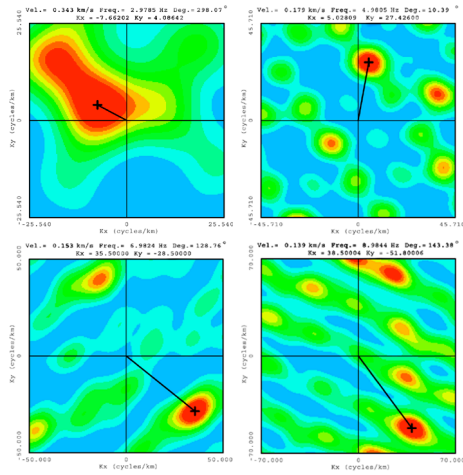 Vel.= 0.343 km/s Freq.= 2.9785 Hz Deg.= 298.07°
Kx = -7.66202 Ky = 4.08642
25.540
Ky (cycles/km)
0
-25.540
-25.540 0 25.540
Kx (cycles/km)
Vel.= 0.179 km/s Freq.= 4.9805 Hz Deg.= 10.39°
Kx = 5.02809 Ky = 27.42600
45.710
Ky (cycles/km)
0
-45.710
-45.710 0 45.710
Kx (cycles/km)
Vel.= 0.153 km/s Freq.= 6.9824 Hz Deg.= 128.76°
Kx = 35.50000 Ky = -28.50000
50.000
Ky (cycles/km)
0
-50.000
-50.000 0 50.000
Kx (cycles/km)
Vel.= 0.139 km/s Freq.= 8.9844 Hz Deg.= 143.38°
Kx = 38.50004 Ky = -51.80006
70.000
Ky (cycles/km)
0
-70.000
-70.000 0 70.000
Kx (cycles/km)